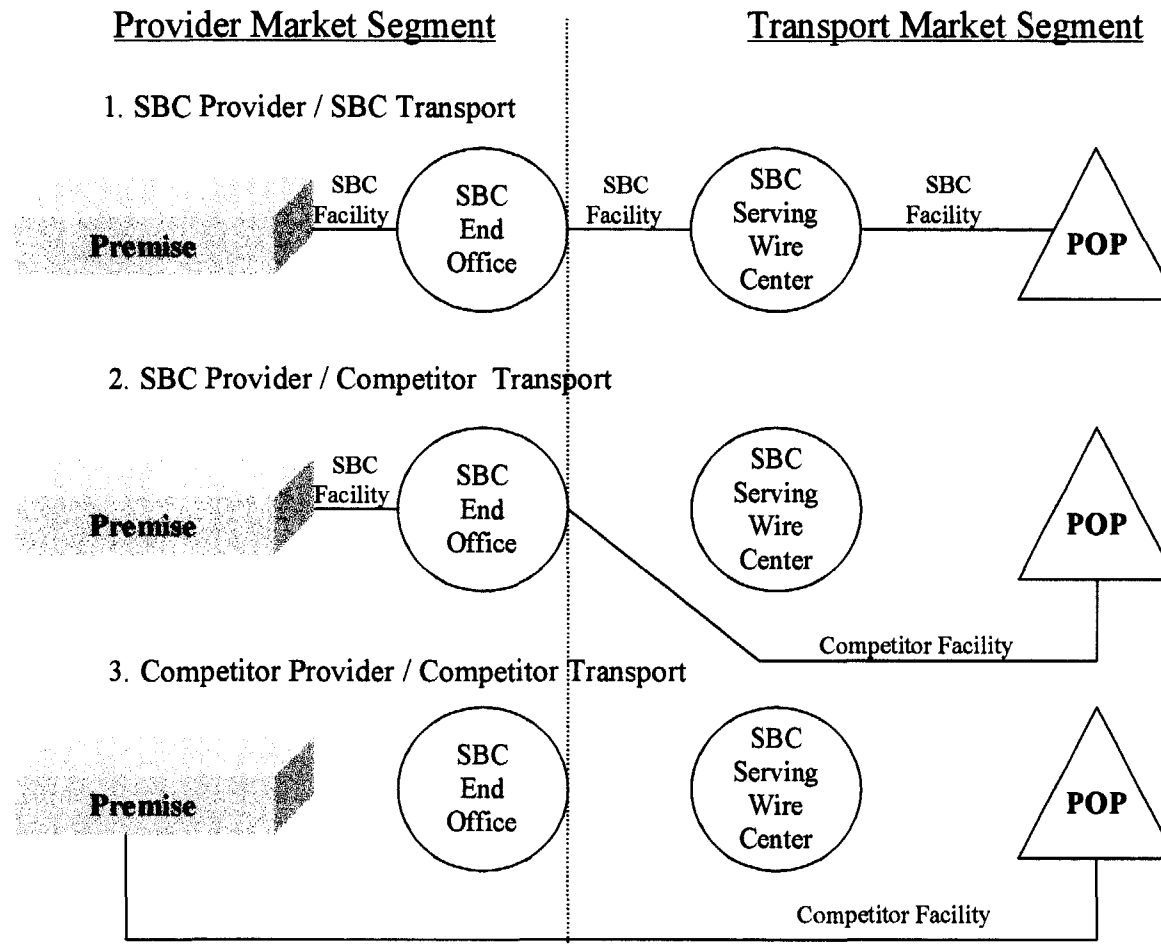 Provider Market Segment
Transport Market Segment
1. SBC Provider / SBC Transport
Premise
SBC
Facility
SBC
End
Office
SBC
Facility
SBC
Serving
Wire
Center
SBC
Facility
POP
2. SBC Provider / Competitor Transport
Premise
SBC
Facility
SBC
End
Office
SBC
Serving
Wire
Center
POP
Competitor Facility
3. Competitor Provider / Competitor Transport
Premise
SBC
End
Office
SBC
Serving
Wire
Center
POP
Competitor Facility